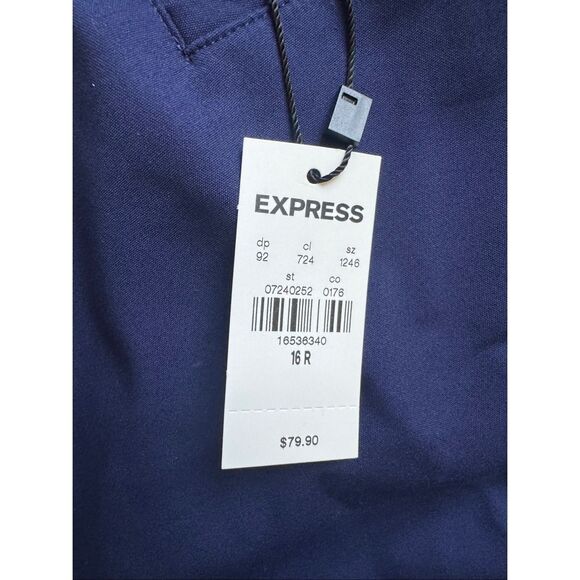 EXPRESS
dp cl sz
92 724 1246
st co
07240252 0176
16536340
16 R
$79.90